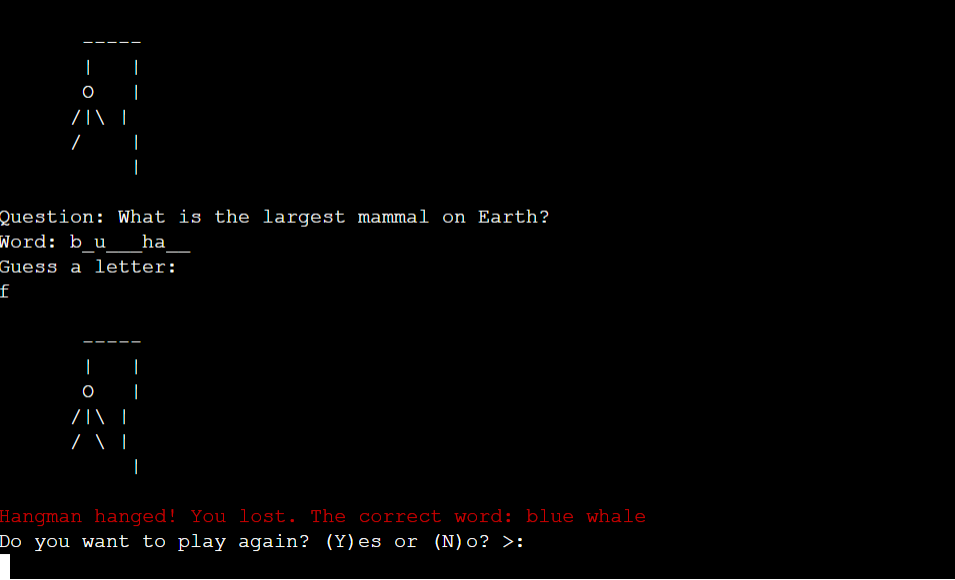 -----
|   |
O   |
/|\ |
/    |
|
Question: What is the largest mammal on Earth?
Word: b_u___ha__
Guess a letter:
f
-----
|   |
O   |
/|\ |
/ \ |
|
Hangman hanged! You lost. The correct word: blue whale
Do you want to play again? (Y)es or (N)o? >: